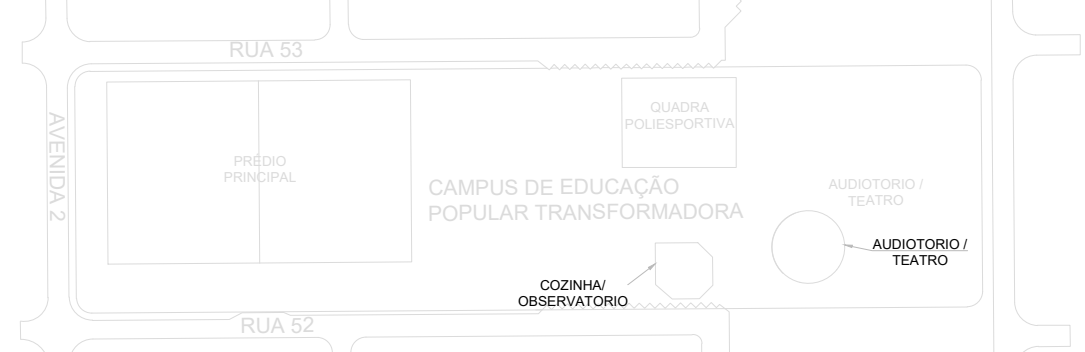 RUA 53
AVENIDA 2
QUADRA
POLIESPORTIVA
PRÉDIO
PRINCIPAL
CAMPUS DE EDUCAÇÃO
POPULAR TRANSFORMADORA
AUDIOTORIO /
TEATRO
AUDIOTORIO /
TEATRO
COZINHA/
OBSERVATORIO
RUA 52